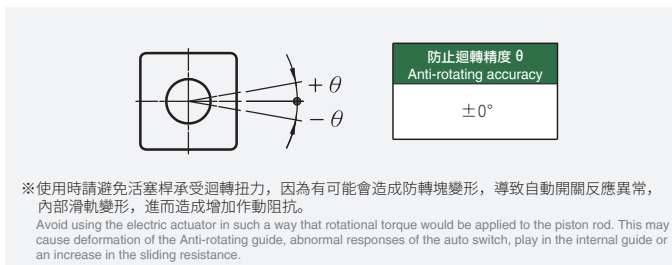 +θ
−θ
防止迴轉精度 θ
Anti-rotating accuracy
±0°
※使用時請避免活塞桿承受迴轉扭力，因為有可能會造成防轉塊變形，導致自動開關反應異常，
內部滑軌變形，進而造成增加作動阻抗。
Avoid using the electric actuator in such a way that rotational torque would be applied to the piston rod. This may
cause deformation of the Anti-rotating guide, abnormal responses of the auto switch, play in the internal guide or
an increase in the sliding resistance.